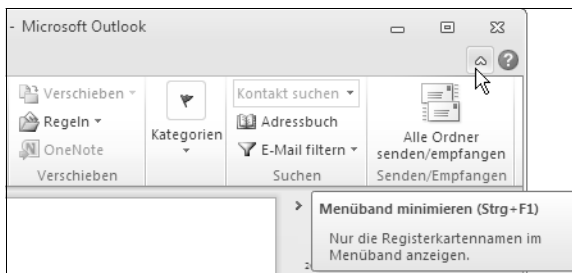 - Microsoft Outlook
Verschieben
Regeln
OneNote
Verschieben
Kategorien
Kontakt suchen
Adressbuch
E-Mail filtern
Suchen
Alle Ordner
senden/empfangen
Senden/Empfangen
Menüband minimieren (Strg+F1)
Nur die Registerkartennamen im
Menüband anzeigen.